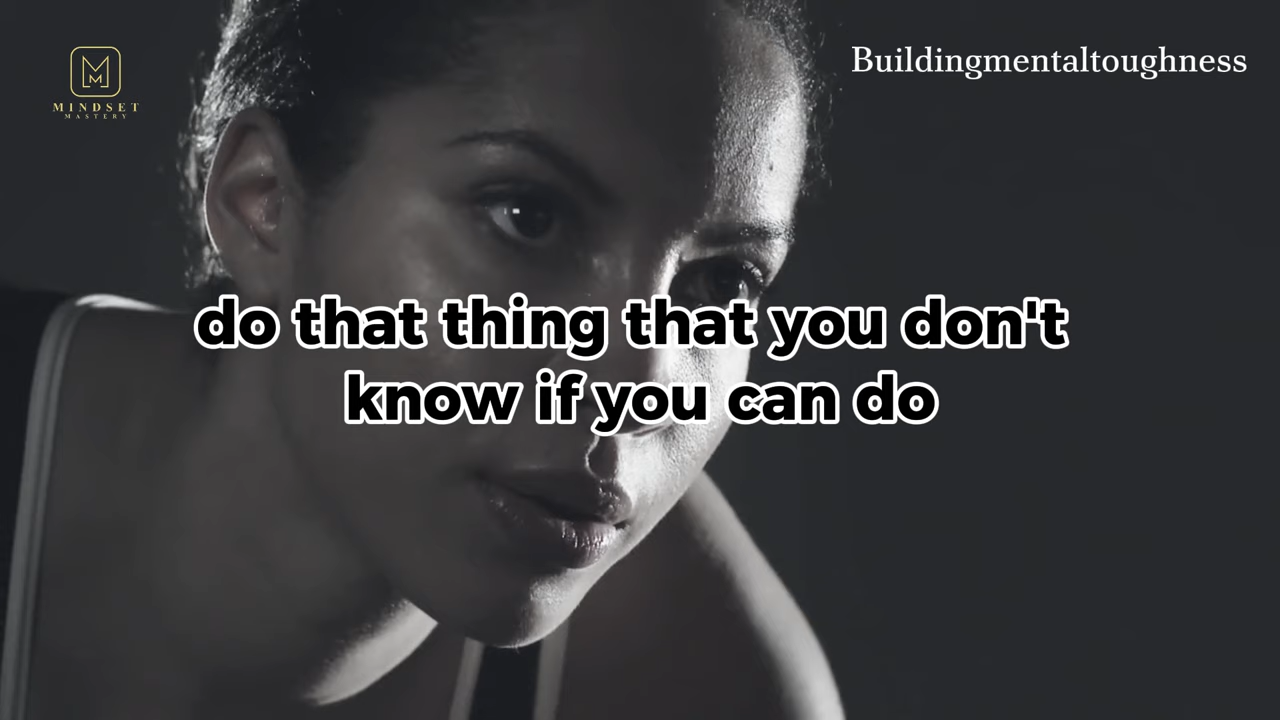 Buildingmentaltoughness
MINDSET
MASTERY
do that thing that you don't
know if you can do